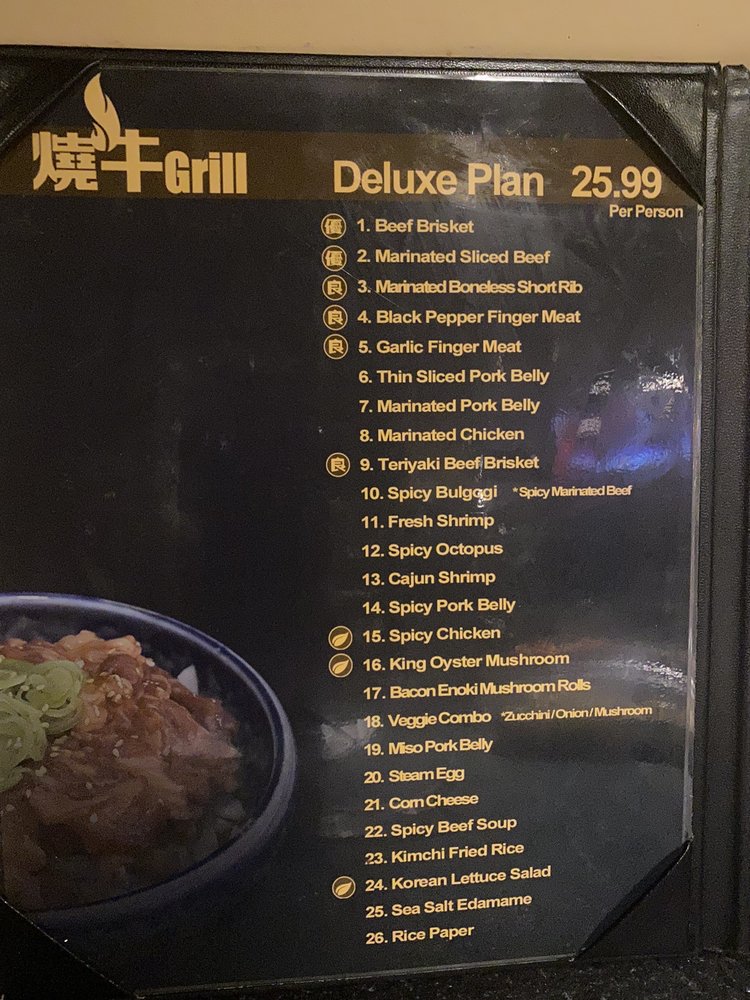 燒牛Grill
Deluxe Plan 25.99
Per Person
優 1. Beef Brisket
優 2. Marinated Sliced Beef
良 3. Marinated Boneless Short Rib
良 4. Black Pepper Finger Meat
良 5. Garlic Finger Meat
6. Thin Sliced Pork Belly
7. Marinated Pork Belly
8. Marinated Chicken
良 9. Teriyaki Beef Brisket
10. Spicy Bulgogi *Spicy Marinated Beef
11. Fresh Shrimp
12. Spicy Octopus
13. Cajun Shrimp
14. Spicy Pork Belly
15. Spicy Chicken
16. King Oyster Mushroom
17. Bacon Enoki Mushroom Rolls
18. Veggie Combo *Zucchini/Onion/Mushroom
19. Miso Pork Belly
20. Steam Egg
21. Corn Cheese
22. Spicy Beef Soup
23. Kimchi Fried Rice
24. Korean Lettuce Salad
25. Sea Salt Edamame
26. Rice Paper